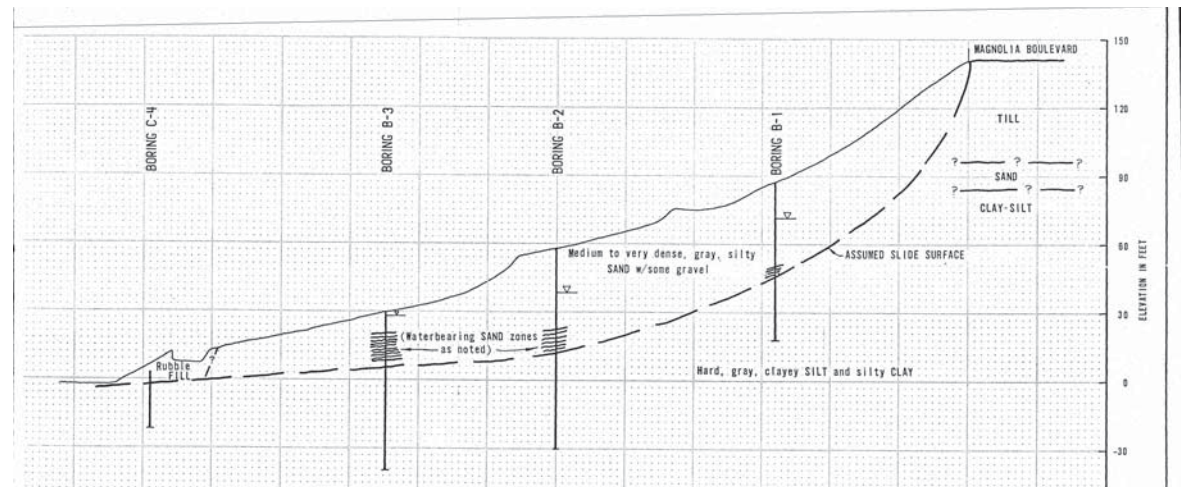 MAGNOLIA BOULEVARD
150
BORING C-4
BORING B-3
BORING B-2
BORING B-1
120
TILL
? ? ?
SAND
90
? ? ?
CLAY-SILT
Medium to very dense, gray, silty
SAND w/some gravel
60
ASSUMED SLIDE SURFACE
ELEVATION IN FEET
30
(Waterbearing SAND zones
as noted)
?
Rubble
FILL
Hard, gray, clayey SILT and silty CLAY
0
-30